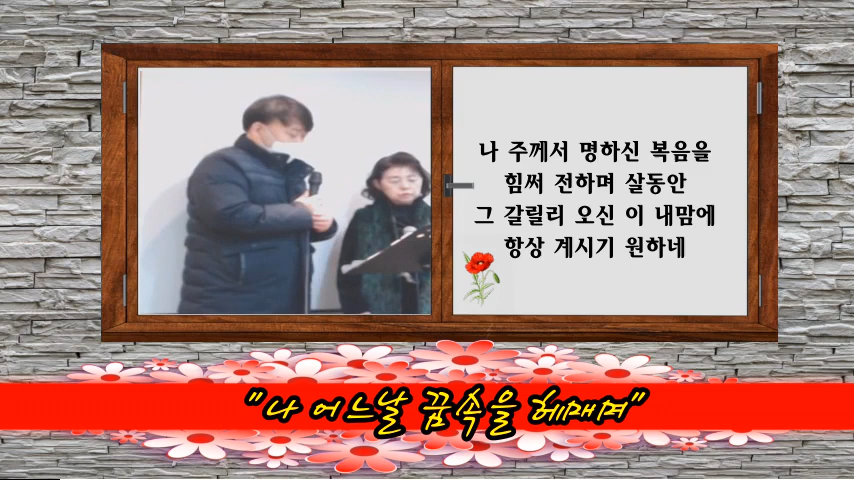 나 주께서 명하신 복음을
힘써 전하며 살동안
그 갈릴리 오신 이 내맘에
항상 계시기 원하네
"나 어느날 꿈속을 헤매며"